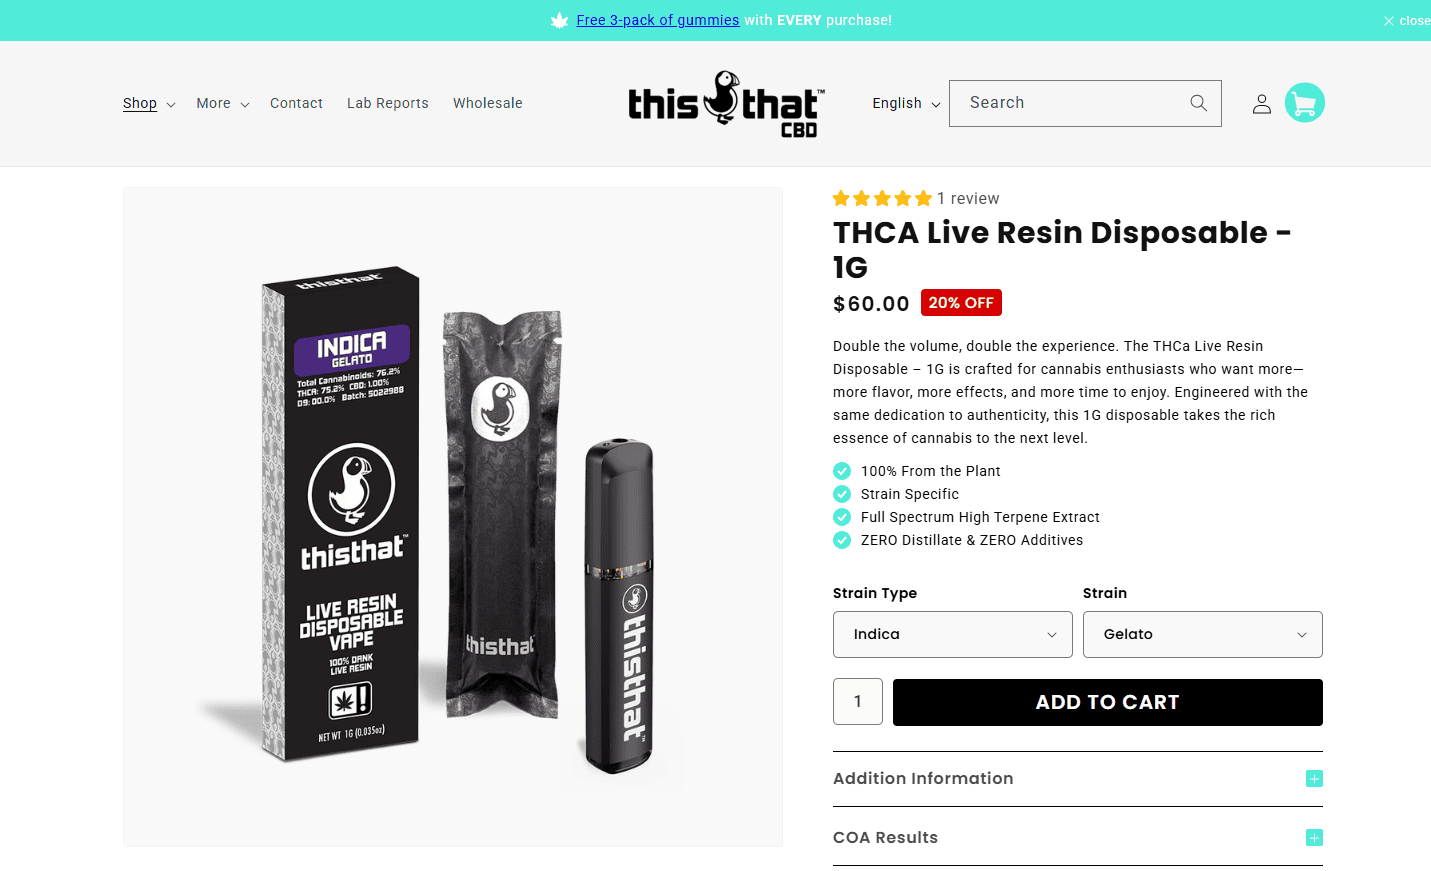 Free 3-pack of gummies with EVERY purchase!
close
Shop
More
Contact
Lab Reports
Wholesale
thisthat™
CBD
English
Search
1 review
THCA Live Resin Disposable -
1G
$60.00
20% OFF
Double the volume, double the experience. The THCa Live Resin
Disposable – 1G is crafted for cannabis enthusiasts who want more—
more flavor, more effects, and more time to enjoy. Engineered with the
same dedication to authenticity, this 1G disposable takes the rich
essence of cannabis to the next level.
100% From the Plant
Strain Specific
Full Spectrum High Terpene Extract
ZERO Distillate & ZERO Additives
Strain Type
Strain
Indica
Gelato
1
ADD TO CART
Addition Information
COA Results
thisthat
INDICA
GELATO
Total Cannabinoids: 76.2%
THCA: 75.2% CBD: 1.00%
D9: 00.0% Batch: 5022988
thisthat™
LIVE RESIN
DISPOSABLE
VAPE
100% DANK
LIVE RESIN
!
NET WT 1G (0.035oz)
thisthat
thisthat™